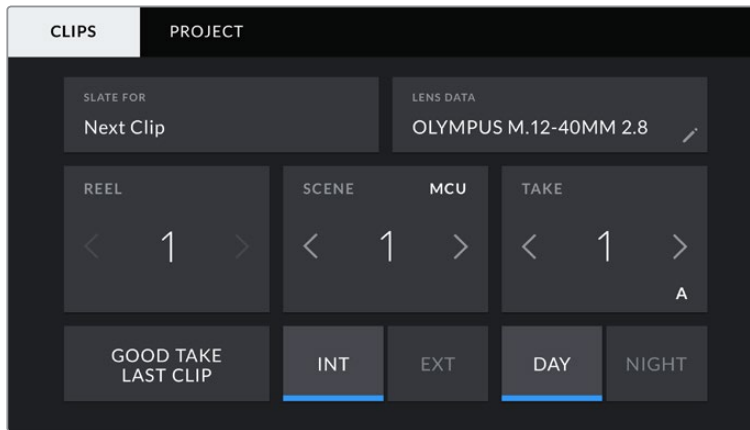 CLIPS PROJECT
SLATE FOR LENS DATA
Next Clip OLYMPUS M.12-40MM 2.8
REEL SCENE MCU TAKE
< 1 > < 1 > < 1 >
A
GOOD TAKE
LAST CLIP
INT EXT DAY NIGHT